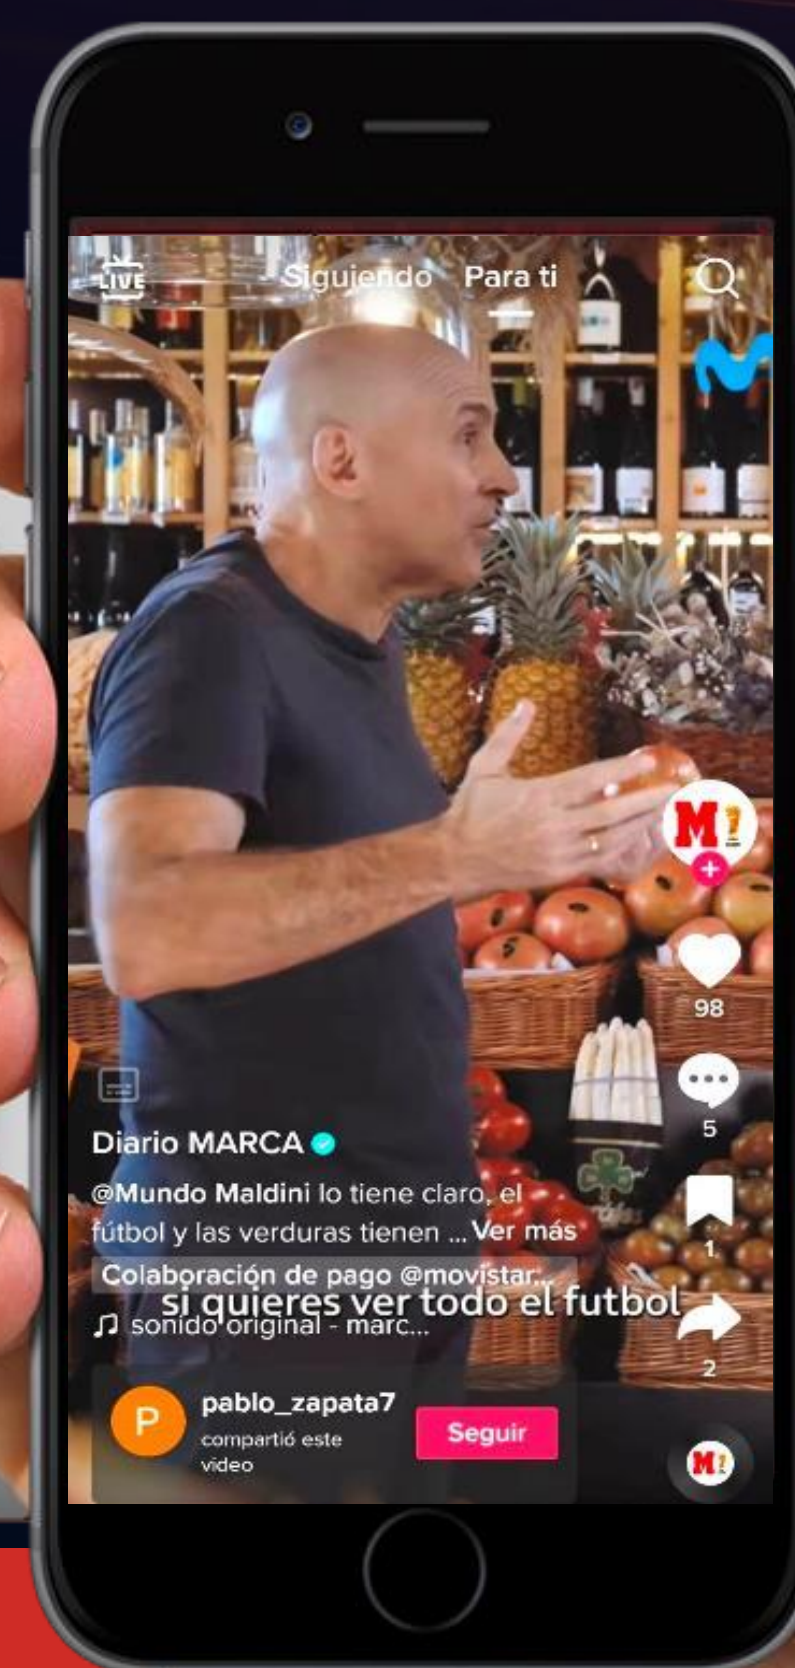 LIVE
Siguiendo Para ti
M!
98
5
Diario MARCA
@Mundo Maldini lo tiene claro, el
fútbol y las verduras tienen ... Ver más
1
Colaboración de pago @movistar...
si quieres ver todo el futbol
sonido original - marc...
2
P
pablo_zapata7
compartió este
video
Seguir
M!